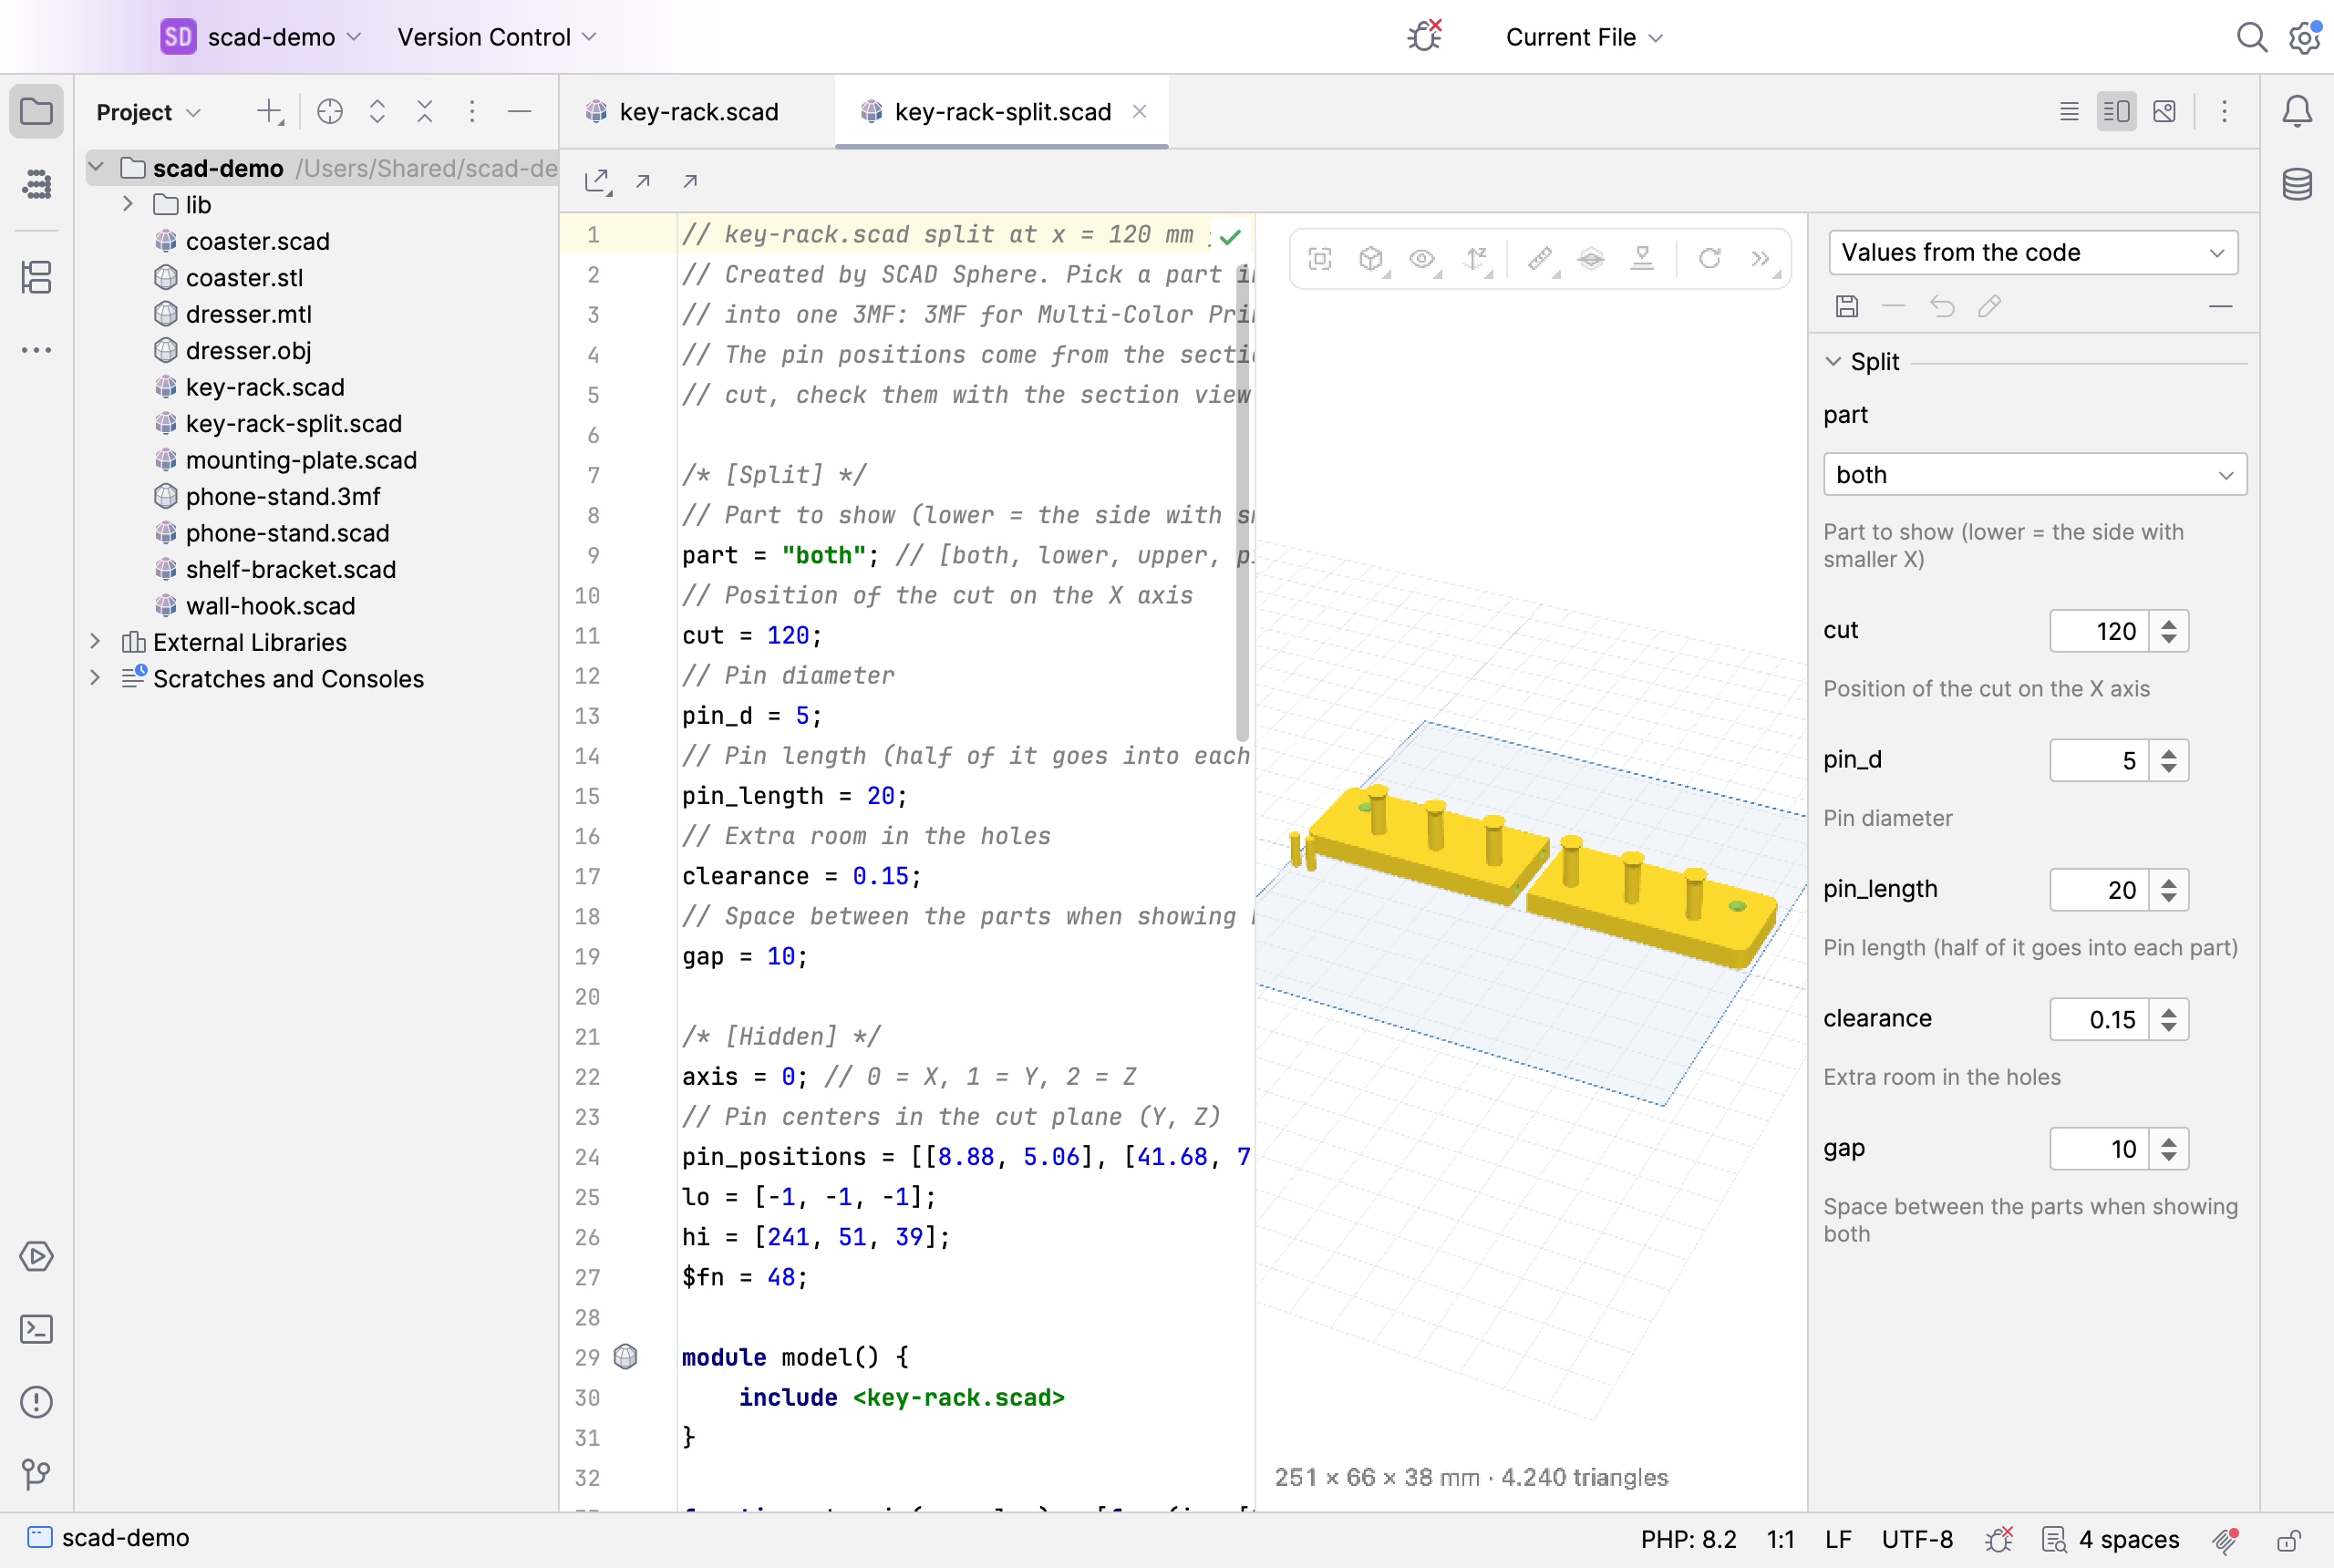 SD scad-demo
Version Control
Current File
Project
key-rack.scad
key-rack-split.scad
scad-demo /Users/Shared/scad-de
lib
coaster.scad
coaster.stl
dresser.mtl
dresser.obj
key-rack.scad
key-rack-split.scad
mounting-plate.scad
phone-stand.3mf
phone-stand.scad
shelf-bracket.scad
wall-hook.scad
External Libraries
Scratches and Consoles
1 // key-rack.scad split at x = 120 mm
2 // Created by SCAD Sphere. Pick a part
3 // into one 3MF: 3MF for Multi-Color
4 // The pin positions come from the
5 // cut, check them with the section view
6
7 /* [Split] */
8 // Part to show (lower = the side with
9 part = "both"; // [both, lower, upper,
10 // Position of the cut on the X axis
11 cut = 120;
12 // Pin diameter
13 pin_d = 5;
14 // Pin length (half of it goes into each
15 pin_length = 20;
16 // Extra room in the holes
17 clearance = 0.15;
18 // Space between the parts when showing
19 gap = 10;
20
21 /* [Hidden] */
22 axis = 0; // 0 = X, 1 = Y, 2 = Z
23 // Pin centers in the cut plane (Y, Z)
24 pin_positions = [[8.88, 5.06], [41.68, 7
25 lo = [-1, -1, -1];
26 hi = [241, 51, 39];
27 $fn = 48;
28
29 module model() {
30 include <key-rack.scad>
31 }
32
251 × 66 × 38 mm · 4.240 triangles
Values from the code
Split
part
both
Part to show (lower = the side with
smaller X)
cut 120
Position of the cut on the X axis
pin_d 5
Pin diameter
pin_length 20
Pin length (half of it goes into each part)
clearance 0.15
Extra room in the holes
gap 10
Space between the parts when showing
both
scad-demo
PHP: 8.2 1:1 LF UTF-8 4 spaces